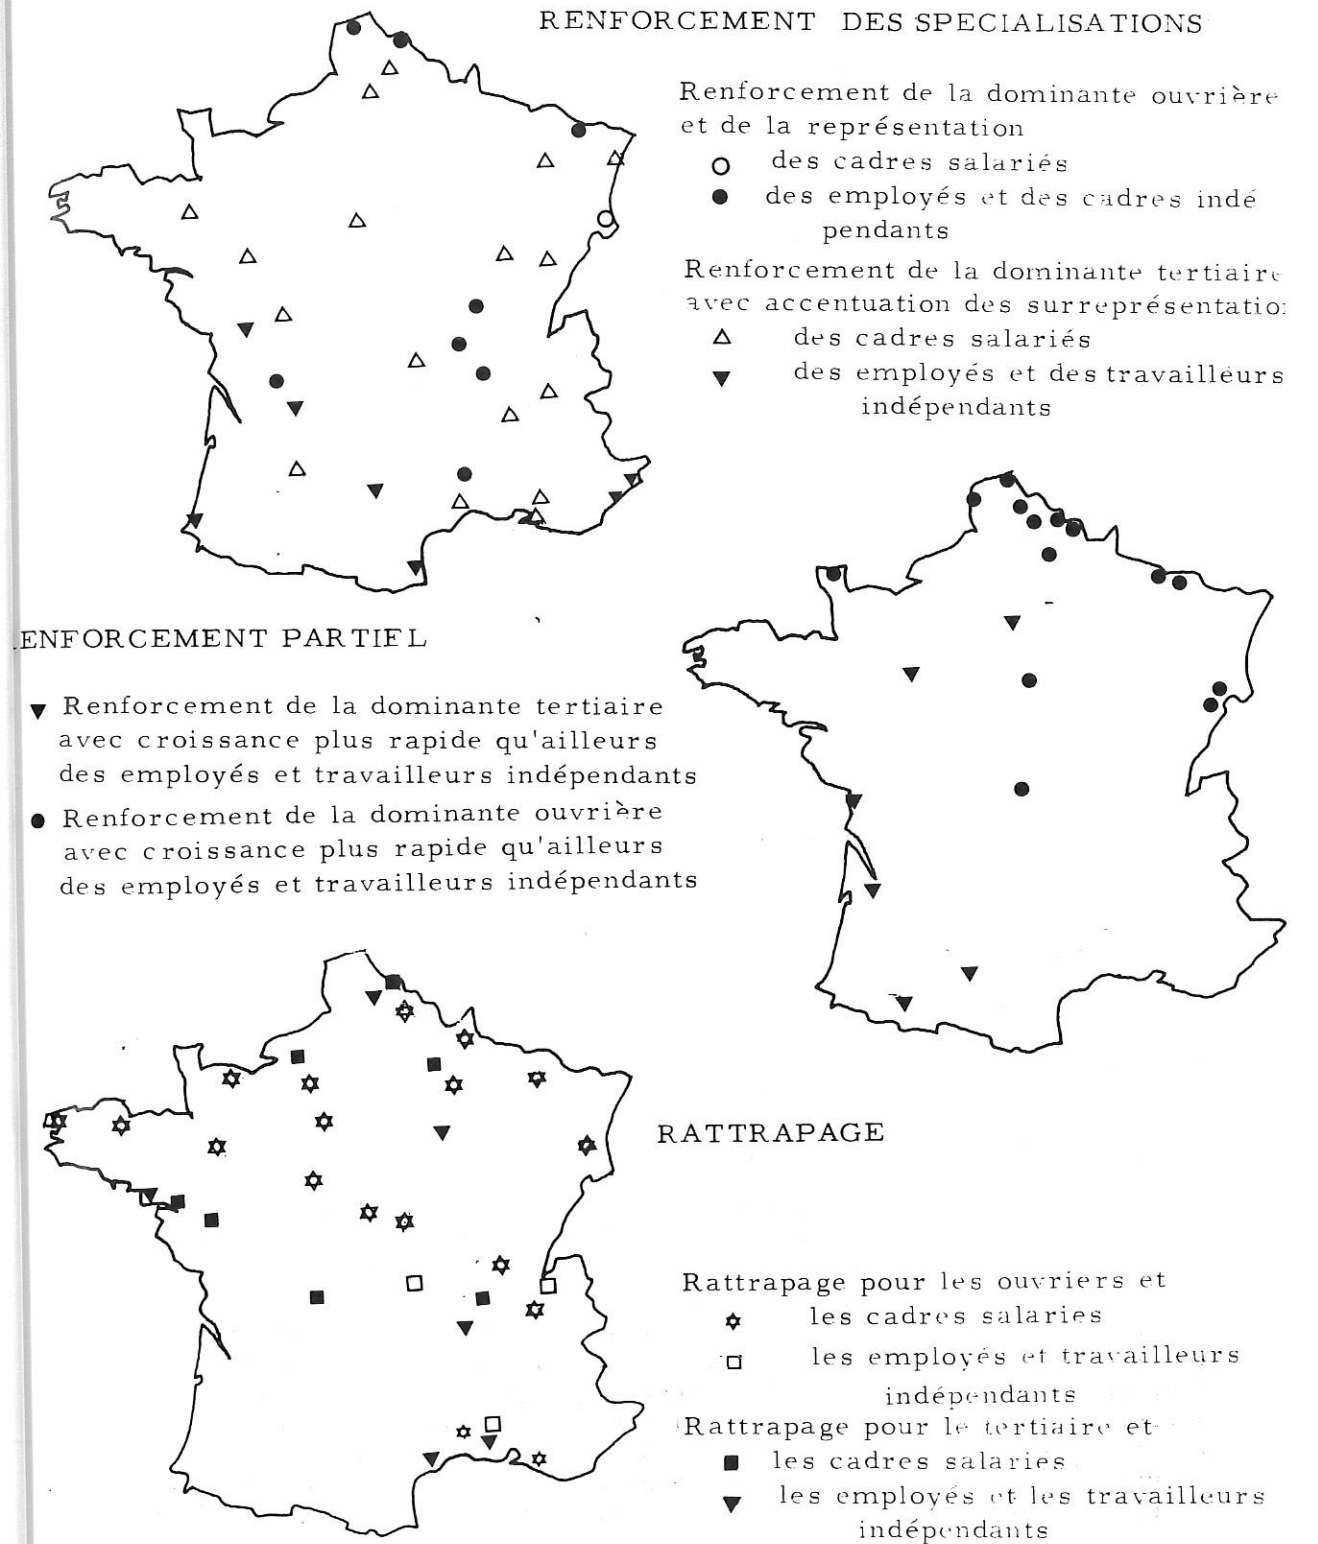 RENFORCEMENT DES SPECIALISATIONS
Renforcement de la dominante ouvrière
et de la représentation
des cadres salariés
des employés et des cadres indé
pendants
Renforcement de la dominante tertiaire
avec accentuation des surreprésentatio
des cadres salariés
des employés et des travailleurs
indépendants
ENFORCEMENT PARTIEL
Renforcement de la dominante tertiaire
avec croissance plus rapide qu'ailleurs
des employés et travailleurs indépendants
Renforcement de la dominante ouvrière
avec croissance plus rapide qu'ailleurs
des employés et travailleurs indépendants
RATTRAPAGE
Rattrapage pour les ouvriers et
les cadres salaries
les employés et travailleurs
indépendants
Rattrapage pour le tertiaire et
les cadres salaries
les employés et les travailleurs
indépendants